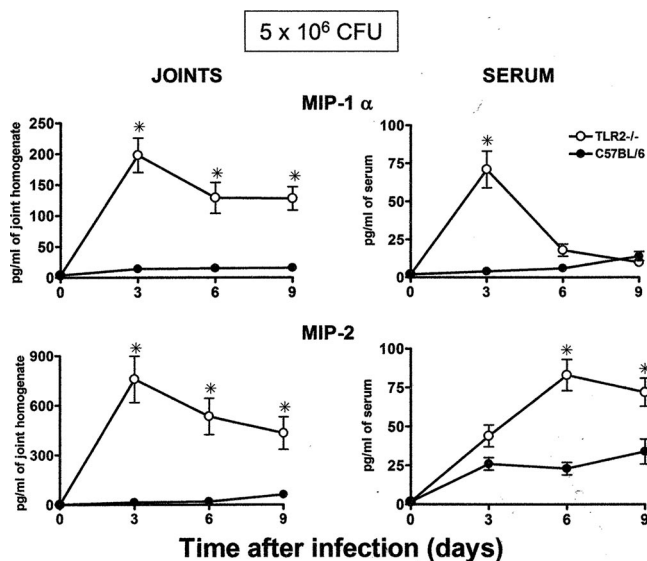 5 x 10⁶ CFU
JOINTS
SERUM
MIP-1 α
250
200
150
100
50
0
pg/ml of joint homogenate
0 3 6 9
*
*
*
100
75
50
25
0
pg/ml of serum
0 3 6 9
*
TLR2-/-
C57BL/6
MIP-2
900
600
300
0
pg/ml of joint homogenate
0 3 6 9
*
*
*
100
75
50
25
0
pg/ml of serum
0 3 6 9
*
*
Time after infection (days)